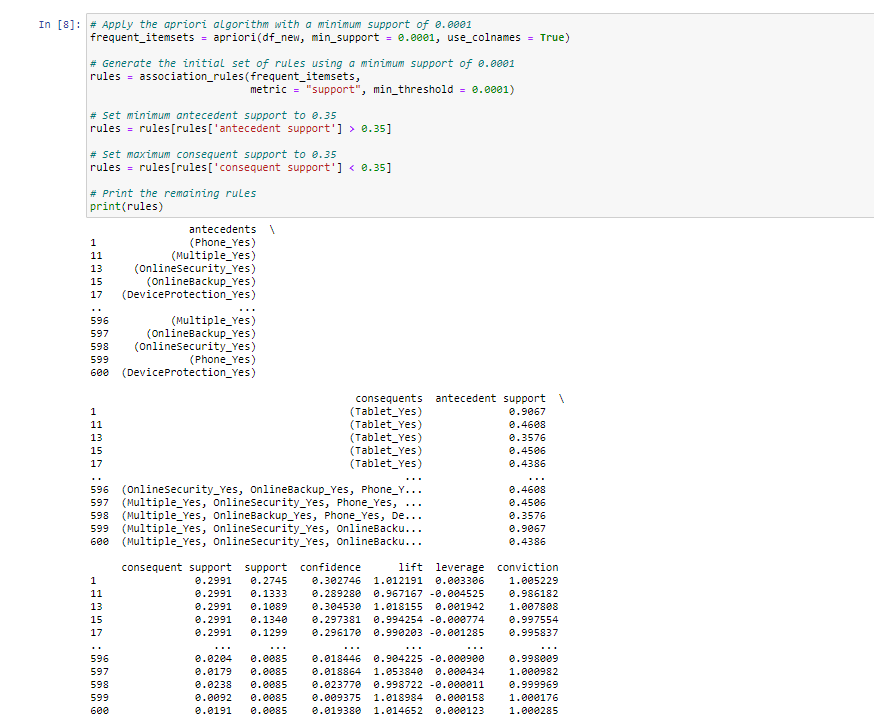 In [8]: # Apply the apriori algorithm with a minimum support of 0.0001
frequent_itemsets = apriori(df_new, min_support = 0.0001, use_colnames = True)
# Generate the initial set of rules using a minimum support of 0.0001
rules = association_rules(frequent_itemsets,
metric = "support", min_threshold = 0.0001)
# Set minimum antecedent support to 0.35
rules = rules[rules['antecedent support'] > 0.35]
# Set maximum consequent support to 0.35
rules = rules[rules['consequent support'] < 0.35]
# Print the remaining rules
print(rules)
antecedents \
1 (Phone_Yes)
11 (Multiple_Yes)
13 (OnlineSecurity_Yes)
15 (OnlineBackup_Yes)
17 (DeviceProtection_Yes)
.. ...
596 (Multiple_Yes)
597 (OnlineBackup_Yes)
598 (OnlineSecurity_Yes)
599 (Phone_Yes)
600 (DeviceProtection_Yes)
consequents antecedent support \
1 (Tablet_Yes) 0.9067
11 (Tablet_Yes) 0.4608
13 (Tablet_Yes) 0.3576
15 (Tablet_Yes) 0.4506
17 (Tablet_Yes) 0.4386
.. ... ...
596 (OnlineSecurity_Yes, OnlineBackup_Yes, Phone_Y... 0.4608
597 (Multiple_Yes, OnlineSecurity_Yes, Phone_Yes, ... 0.4506
598 (Multiple_Yes, OnlineBackup_Yes, Phone_Yes, De... 0.3576
599 (Multiple_Yes, OnlineSecurity_Yes, OnlineBacku... 0.9067
600 (Multiple_Yes, OnlineSecurity_Yes, OnlineBacku... 0.4386
consequent support support confidence lift leverage conviction
1 0.2991 0.2745 0.302746 1.012191 0.003306 1.005229
11 0.2991 0.1333 0.289280 0.967167 -0.004525 0.986182
13 0.2991 0.1089 0.304530 1.018155 0.001942 1.007808
15 0.2991 0.1340 0.297381 0.994254 -0.000774 0.997554
17 0.2991 0.1299 0.296170 0.990203 -0.001285 0.995837
.. ... ... ... ... ... ...
596 0.0204 0.0085 0.018446 0.904225 -0.000900 0.998009
597 0.0179 0.0085 0.018864 1.053840 0.000434 1.000982
598 0.0238 0.0085 0.023770 0.998722 -0.000011 0.999969
599 0.0092 0.0085 0.009375 1.018984 0.000158 1.000176
600 0.0191 0.0085 0.019380 1.014652 0.000123 1.000285